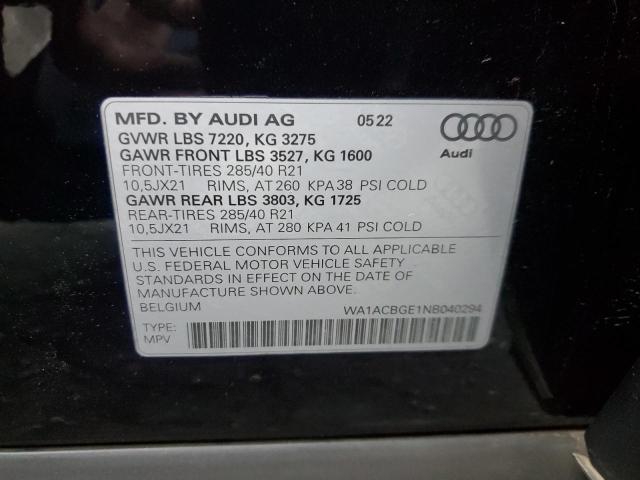 MFD. BY AUDI AG 05 22
GVWR LBS 7220, KG 3275
GAWR FRONT LBS 3527, KG 1600
FRONT-TIRES 285/40 R21
10,5JX21 RIMS, AT 260 KPA 38 PSI COLD
GAWR REAR LBS 3803, KG 1725
REAR-TIRES 285/40 R21
10,5JX21 RIMS, AT 280 KPA 41 PSI COLD
Audi
THIS VEHICLE CONFORMS TO ALL APPLICABLE
U.S. FEDERAL MOTOR VEHICLE SAFETY
STANDARDS IN EFFECT ON THE DATE OF
MANUFACTURE SHOWN ABOVE.
BELGIUM WA1ACBGE1NB040294
TYPE:
MPV